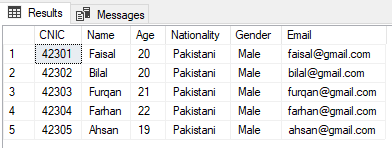 Results Messages
CNIC Name Age Nationality Gender Email
1 42301 Faisal 20 Pakistani Male faisal@gmail.com
2 42302 Bilal 20 Pakistani Male bilal@gmail.com
3 42303 Furqan 21 Pakistani Male furqan@gmail.com
4 42304 Farhan 22 Pakistani Male farhan@gmail.com
5 42305 Ahsan 19 Pakistani Male ahsan@gmail.com